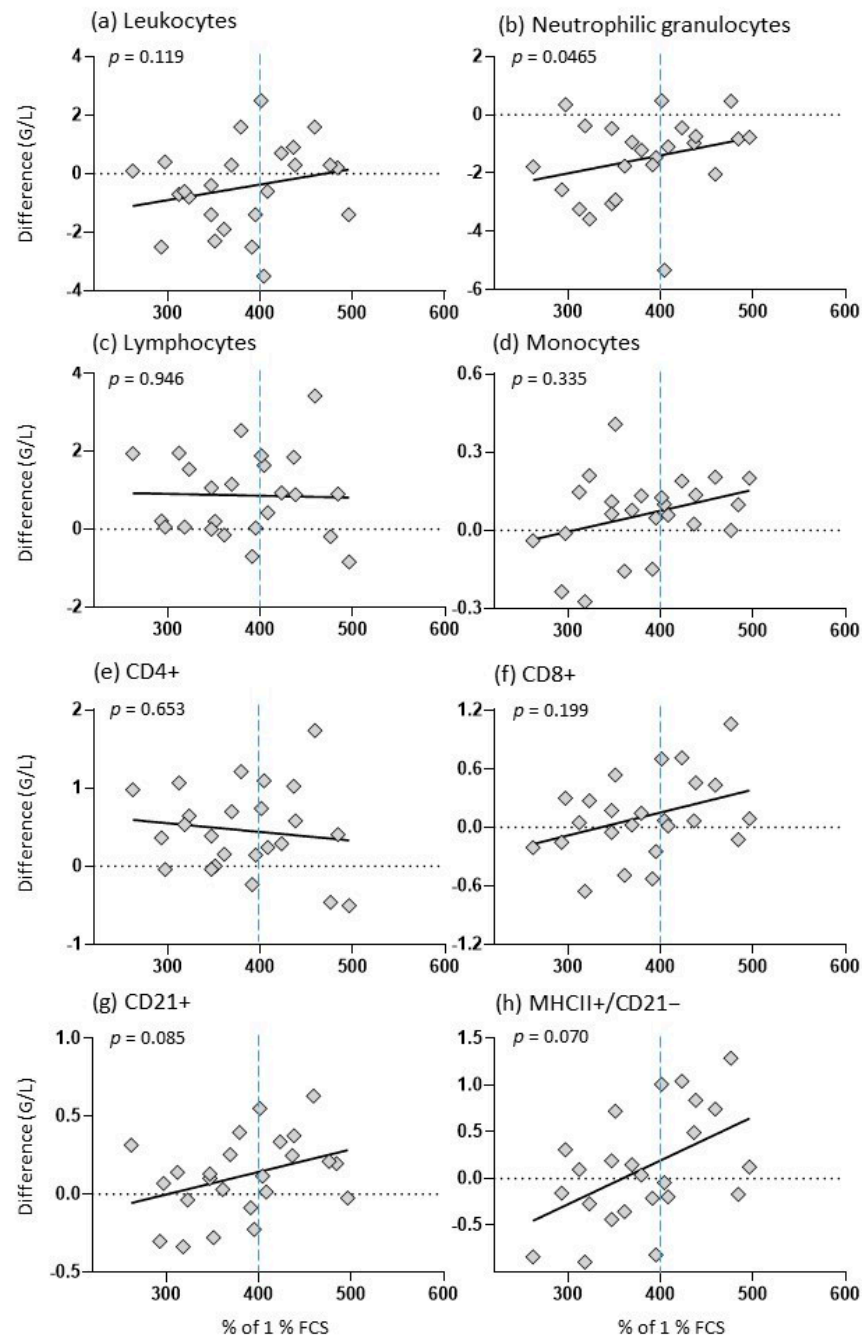 (a) Leukocytes
p = 0.119
4
2
0
-2
-4
300 400 500 600
Difference (G/L)
(b) Neutrophilic granulocytes
p = 0.0465
2
0
-2
-4
-6
300 400 500 600
(c) Lymphocytes
p = 0.946
4
2
0
-2
300 400 500 600
Difference (G/L)
(d) Monocytes
p = 0.335
0.6
0.3
0.0
-0.3
300 400 500 600
(e) CD4+
p = 0.653
2
1
0
-1
300 400 500 600
Difference (G/L)
(f) CD8+
p = 0.199
1.2
0.6
0.0
-0.6
-1.2
300 400 500 600
(g) CD21+
p = 0.085
1.0
0.5
0.0
-0.5
300 400 500 600
Difference (G/L)
% of 1 % FCS
(h) MHCII+/CD21−
p = 0.070
1.5
1.0
0.5
0.0
-0.5
300 400 500 600
% of 1 % FCS